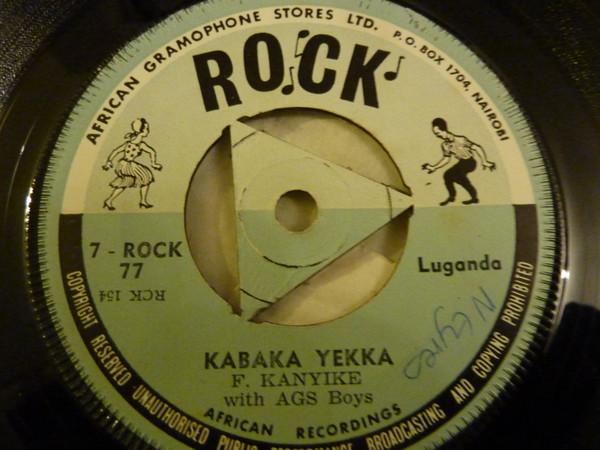 AFRICAN GRAMOPHONE STORES LTD. P.O. BOX 1704, NAIROBI
ROCK
7 - ROCK
77
RCK 154
Luganda
KABAKA YEKKA
F. KANYIKE
with AGS Boys
AFRICAN RECORDINGS
COPYRIGHT RESERVED UNAUTHORISED PUBLIC PERFORMANCE BROADCASTING AND COPYING PROHIBITED